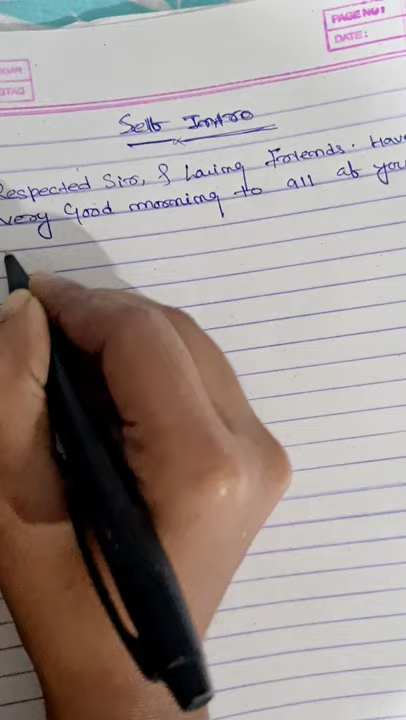 PAGE NO:
DATE:
Self Intro
Respected Sir, & Loving Friends. Have
very Good morning to all of you